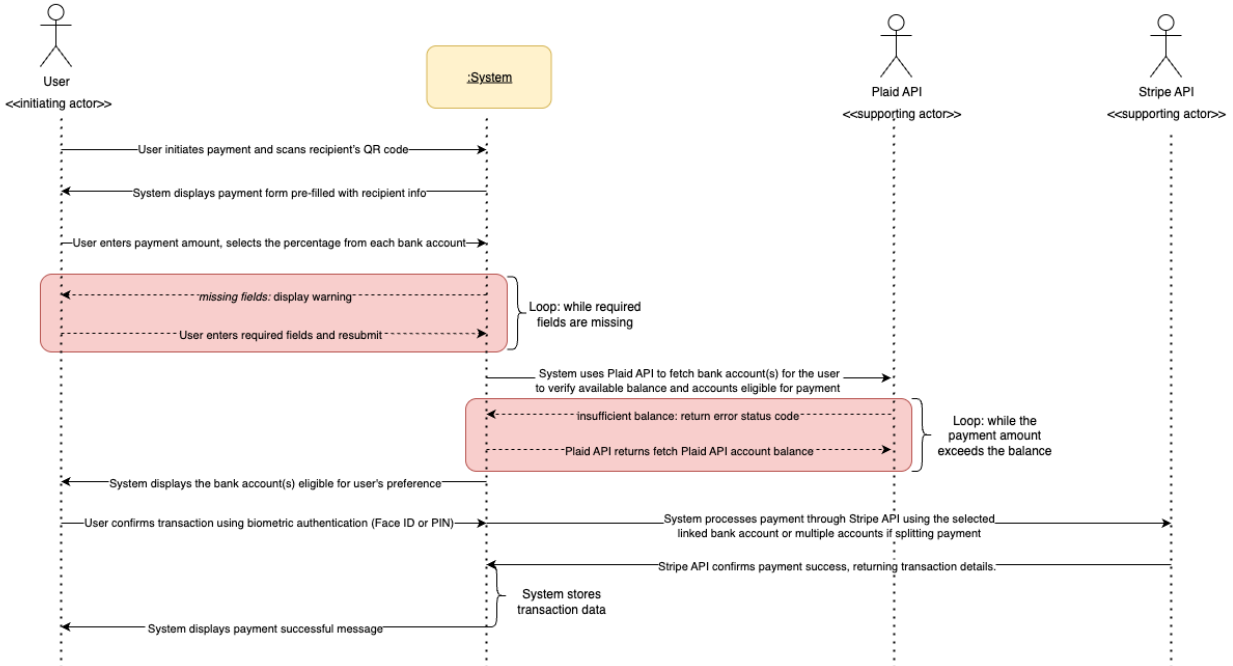 User
<<initiating actor>>
:System
Plaid API
<<supporting actor>>
Stripe API
<<supporting actor>>
User initiates payment and scans recipient's QR code
System displays payment form pre-filled with recipient info
User enters payment amount, selects the percentage from each bank account
missing fields: display warning
User enters required fields and resubmit
Loop: while required
fields are missing
System uses Plaid API to fetch bank account(s) for the user
to verify available balance and accounts eligible for payment
insufficient balance: return error status code
Plaid API returns fetch Plaid API account balance
Loop: while the
payment amount
exceeds the balance
System displays the bank account(s) eligible for user's preference
User confirms transaction using biometric authentication (Face ID or PIN)
System processes payment through Stripe API using the selected
linked bank account or multiple accounts if splitting payment
Stripe API confirms payment success, returning transaction details.
System stores
transaction data
System displays payment successful message